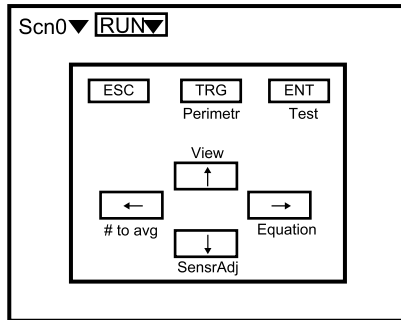 Scn0▼ RUN▼
ESC TRG ENT
Perimetr Test
View
↑
← →
# to avg Equation
↓
SensrAdj